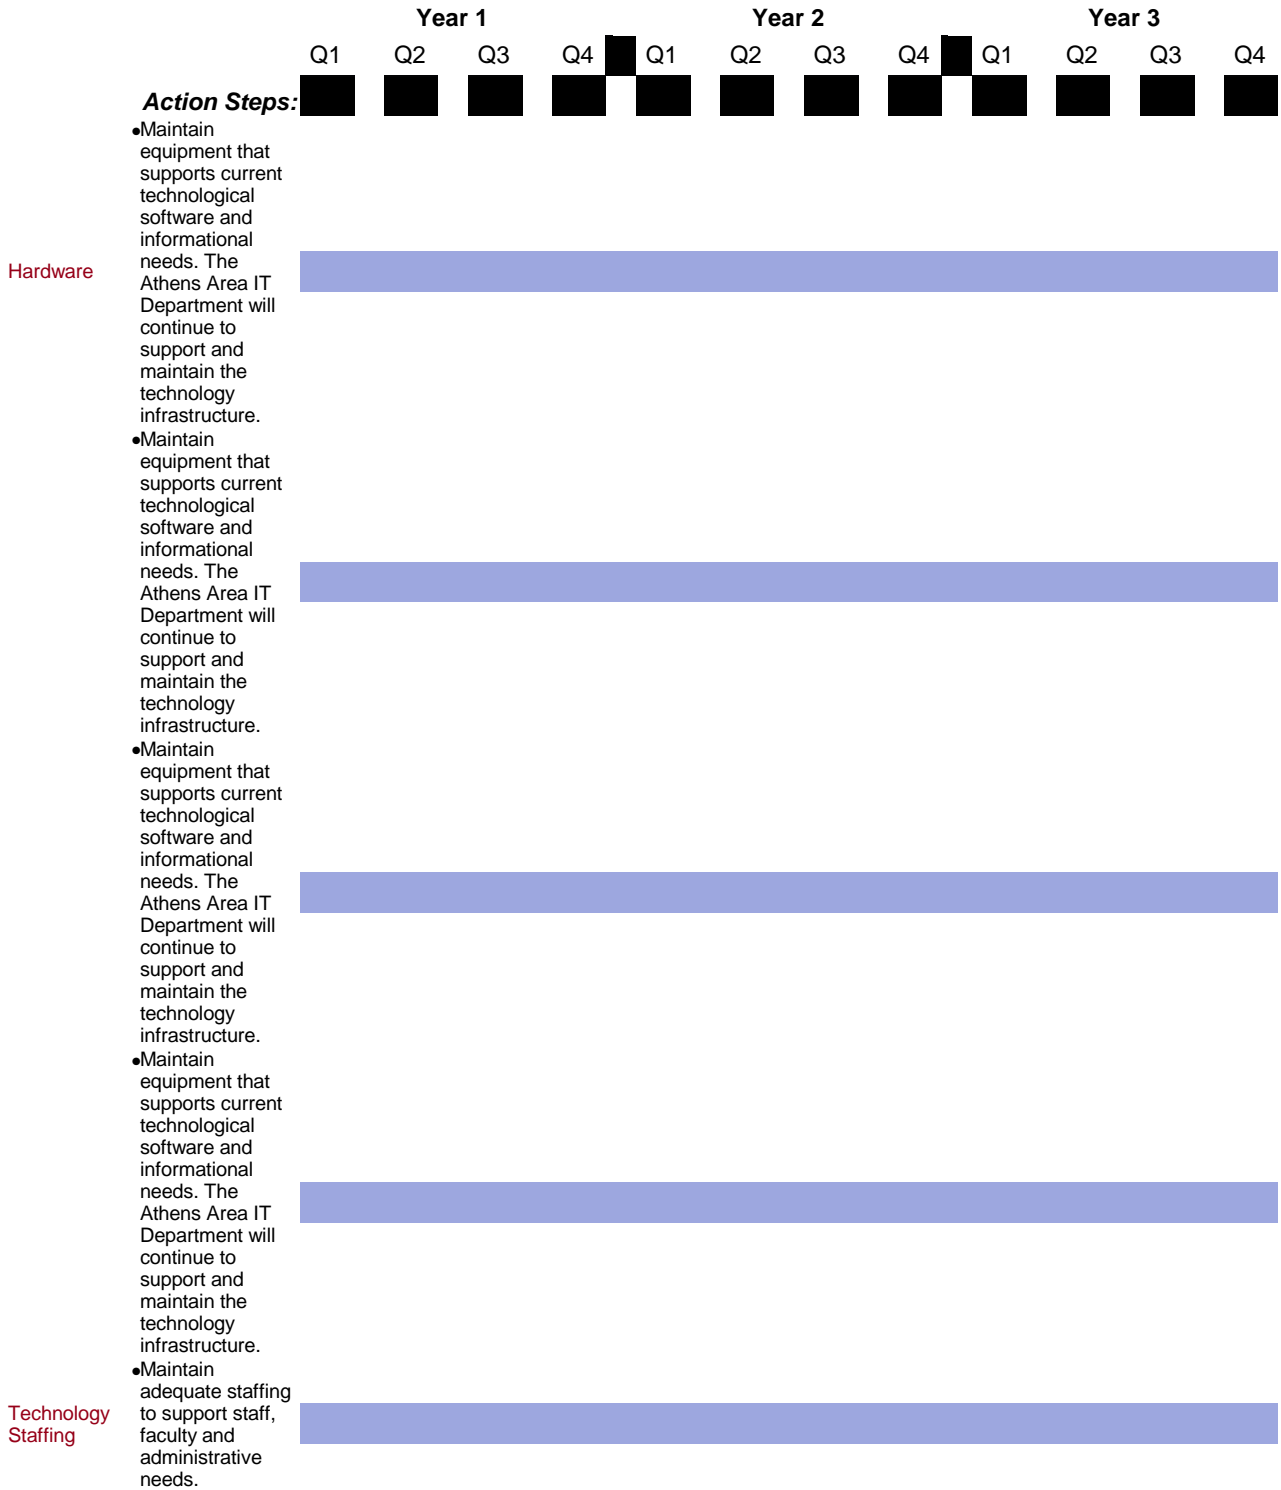 Year 1 Year 2 Year 3
Q1 Q2 Q3 Q4 Q1 Q2 Q3 Q4 Q1 Q2 Q3 Q4
Action Steps:
Hardware
•Maintain
equipment that
supports current
technological
software and
informational
needs. The
Athens Area IT
Department will
continue to
support and
maintain the
technology
infrastructure.
•Maintain
equipment that
supports current
technological
software and
informational
needs. The
Athens Area IT
Department will
continue to
support and
maintain the
technology
infrastructure.
•Maintain
equipment that
supports current
technological
software and
informational
needs. The
Athens Area IT
Department will
continue to
support and
maintain the
technology
infrastructure.
•Maintain
equipment that
supports current
technological
software and
informational
needs. The
Athens Area IT
Department will
continue to
support and
maintain the
technology
infrastructure.
Technology
Staffing
•Maintain
adequate staffing
to support staff,
faculty and
administrative
needs.